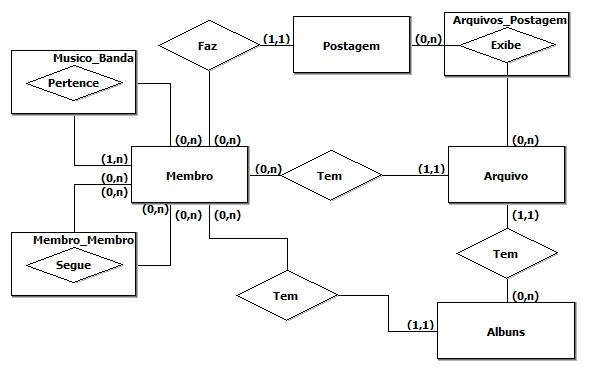 Arquivos_Postagem
Faz
(1,1)
Postagem
(0,n)
Exibe
Musico_Banda
Pertence
(0,n)
(0,n)
(0,n)
(1,n)
(0,n)
(0,n)
Membro
(0,n)
Tem
(1,1)
Arquivo
(0,n)
(0,n)
(0,n)
(1,1)
Membro_Membro
Segue
Tem
Tem
(0,n)
(1,1)
Albuns